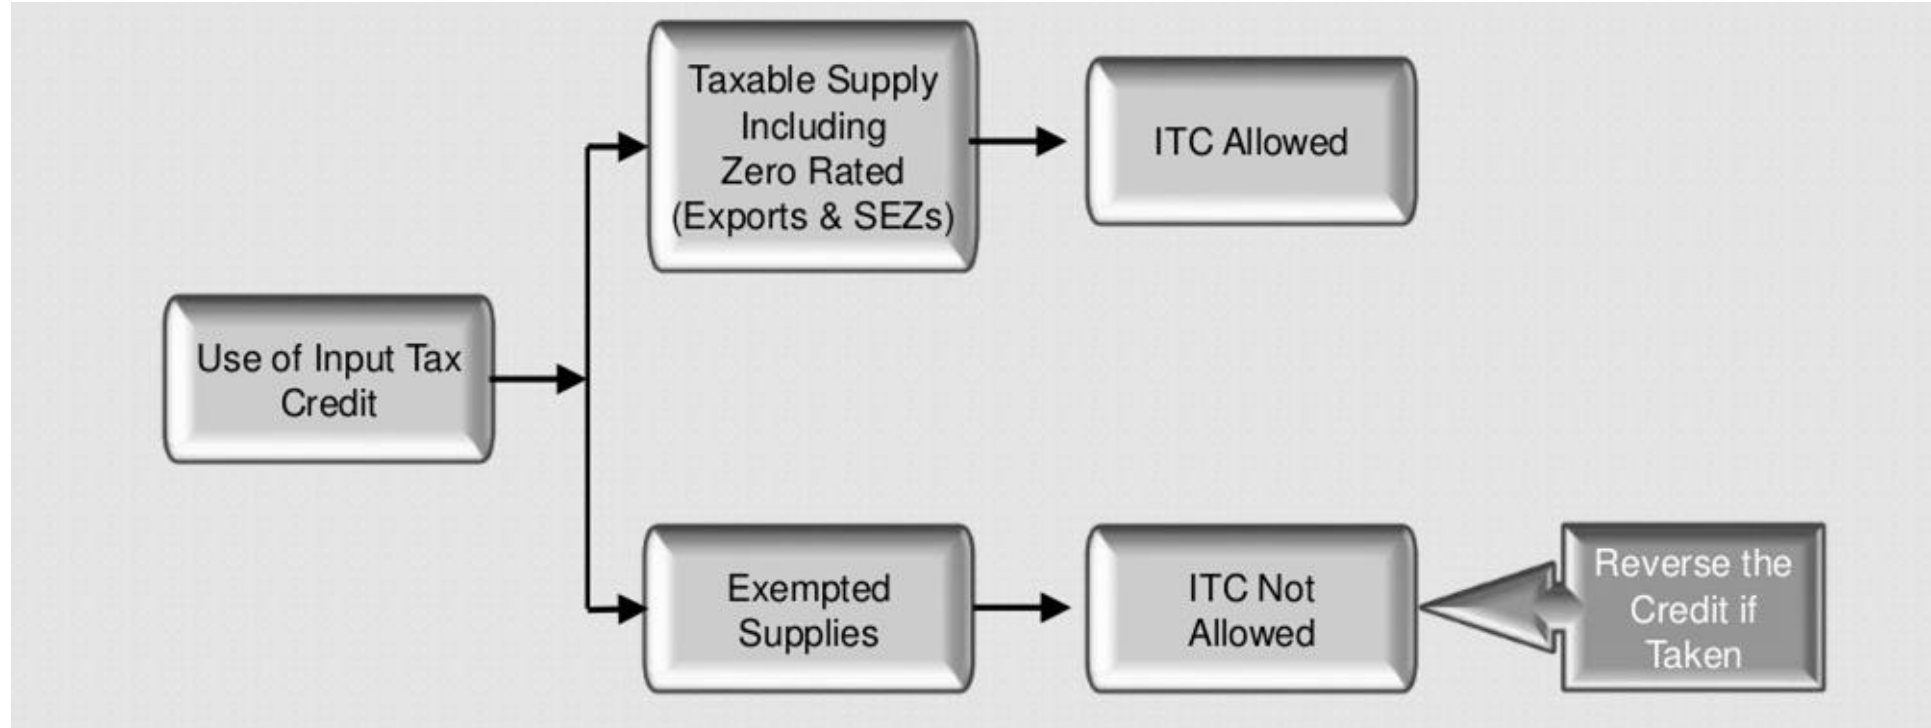 Taxable Supply
Including
Zero Rated
(Exports & SEZs)
ITC Allowed
Use of Input Tax
Credit
Exempted
Supplies
ITC Not
Allowed
Reverse the
Credit if
Taken